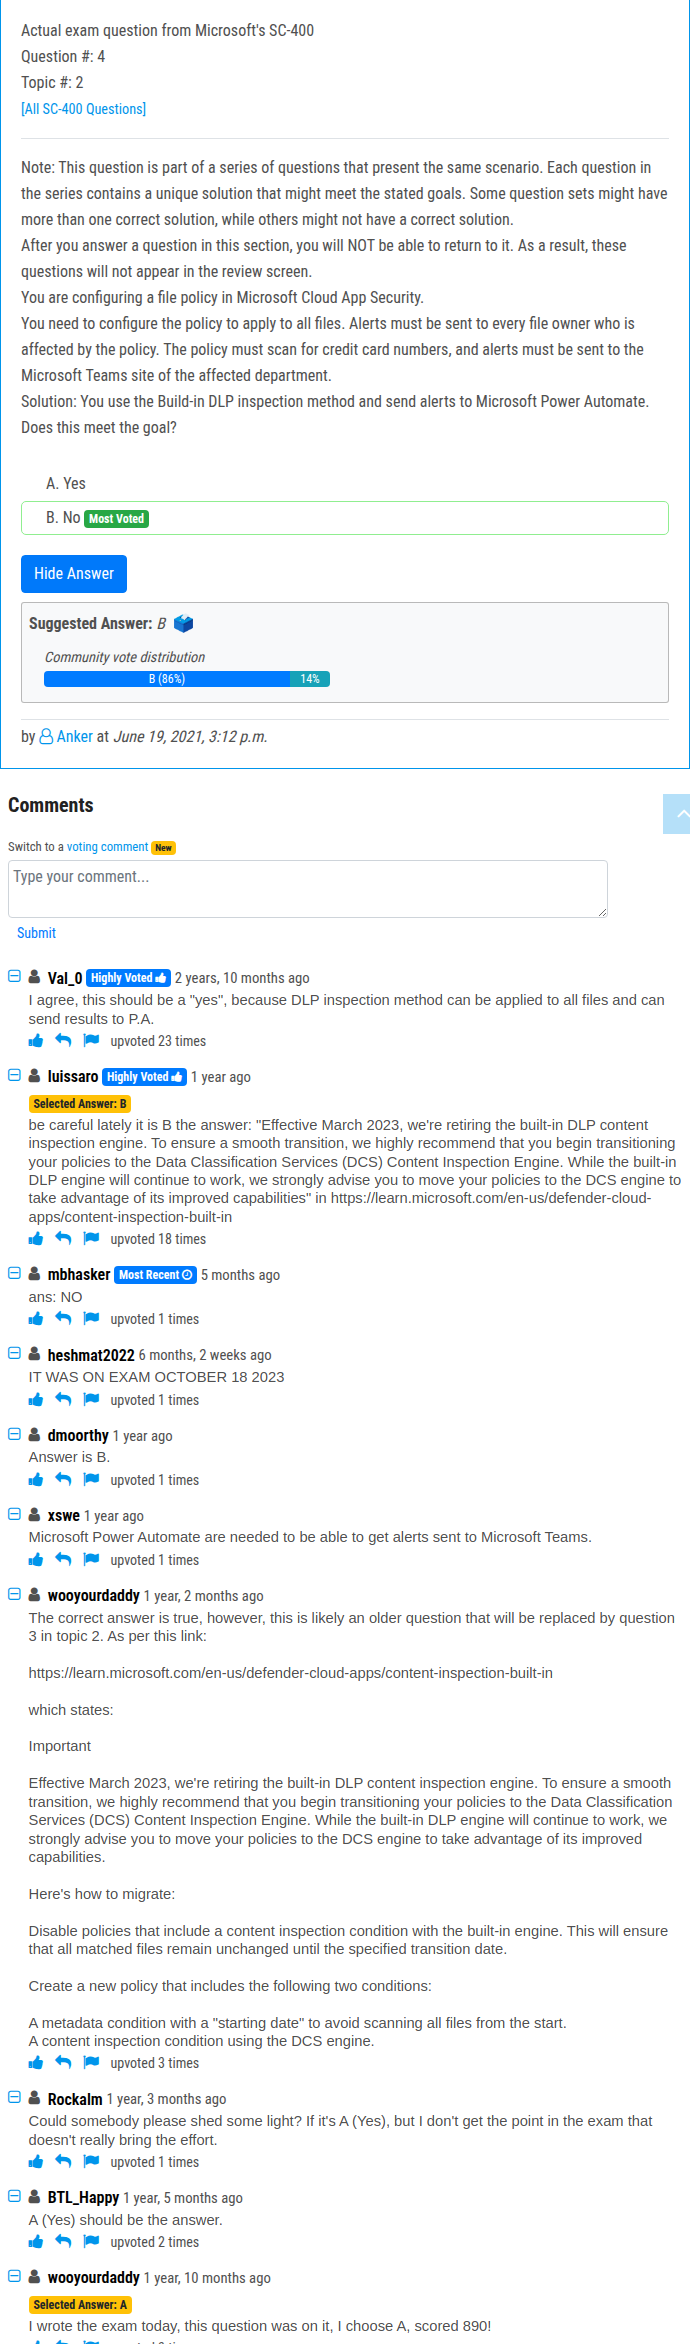 Actual exam question from Microsoft's SC-400
Question #: 4
Topic #: 2
[All SC-400 Questions]
Note: This question is part of a series of questions that present the same scenario. Each question in
the series contains a unique solution that might meet the stated goals. Some question sets might have
more than one correct solution, while others might not have a correct solution.
After you answer a question in this section, you will NOT be able to return to it. As a result, these
questions will not appear in the review screen.
You are configuring a file policy in Microsoft Cloud App Security.
You need to configure the policy to apply to all files. Alerts must be sent to every file owner who is
affected by the policy. The policy must scan for credit card numbers, and alerts must be sent to the
Microsoft Teams site of the affected department.
Solution: You use the Build-in DLP inspection method and send alerts to Microsoft Power Automate.
Does this meet the goal?
A. Yes
B. No Most Voted
Hide Answer
Suggested Answer: B
Community vote distribution
B (86%) 14%
by Anker at June 19, 2021, 3:12 p.m.
Comments
Switch to a voting comment New
Type your comment...
Submit
Val_0 Highly Voted 2 years, 10 months ago
I agree, this should be a "yes", because DLP inspection method can be applied to all files and can
send results to P.A.
upvoted 23 times
luissaro Highly Voted 1 year ago
Selected Answer: B
be careful lately it is B the answer: "Effective March 2023, we're retiring the built-in DLP content
inspection engine. To ensure a smooth transition, we highly recommend that you begin transitioning
your policies to the Data Classification Services (DCS) Content Inspection Engine. While the built-in
DLP engine will continue to work, we strongly advise you to move your policies to the DCS engine to
take advantage of its improved capabilities" in https://learn.microsoft.com/en-us/defender-cloud-
apps/content-inspection-built-in
upvoted 18 times
mbhasker Most Recent 5 months ago
ans: NO
upvoted 1 times
heshmat2022 6 months, 2 weeks ago
IT WAS ON EXAM OCTOBER 18 2023
upvoted 1 times
dmoorthy 1 year ago
Answer is B.
upvoted 1 times
xswe 1 year ago
Microsoft Power Automate are needed to be able to get alerts sent to Microsoft Teams.
upvoted 1 times
wooyourdaddy 1 year, 2 months ago
The correct answer is true, however, this is likely an older question that will be replaced by question
3 in topic 2. As per this link:
https://learn.microsoft.com/en-us/defender-cloud-apps/content-inspection-built-in
which states:
Important
Effective March 2023, we're retiring the built-in DLP content inspection engine. To ensure a smooth
transition, we highly recommend that you begin transitioning your policies to the Data Classification
Services (DCS) Content Inspection Engine. While the built-in DLP engine will continue to work, we
strongly advise you to move your policies to the DCS engine to take advantage of its improved
capabilities.
Here's how to migrate:
Disable policies that include a content inspection condition with the built-in engine. This will ensure
that all matched files remain unchanged until the specified transition date.
Create a new policy that includes the following two conditions:
A metadata condition with a "starting date" to avoid scanning all files from the start.
A content inspection condition using the DCS engine.
upvoted 3 times
Rockalm 1 year, 3 months ago
Could somebody please shed some light? If it's A (Yes), but I don't get the point in the exam that
doesn't really bring the effort.
upvoted 1 times
BTL_Happy 1 year, 5 months ago
A (Yes) should be the answer.
upvoted 2 times
wooyourdaddy 1 year, 10 months ago
Selected Answer: A
I wrote the exam today, this question was on it, I choose A, scored 890!